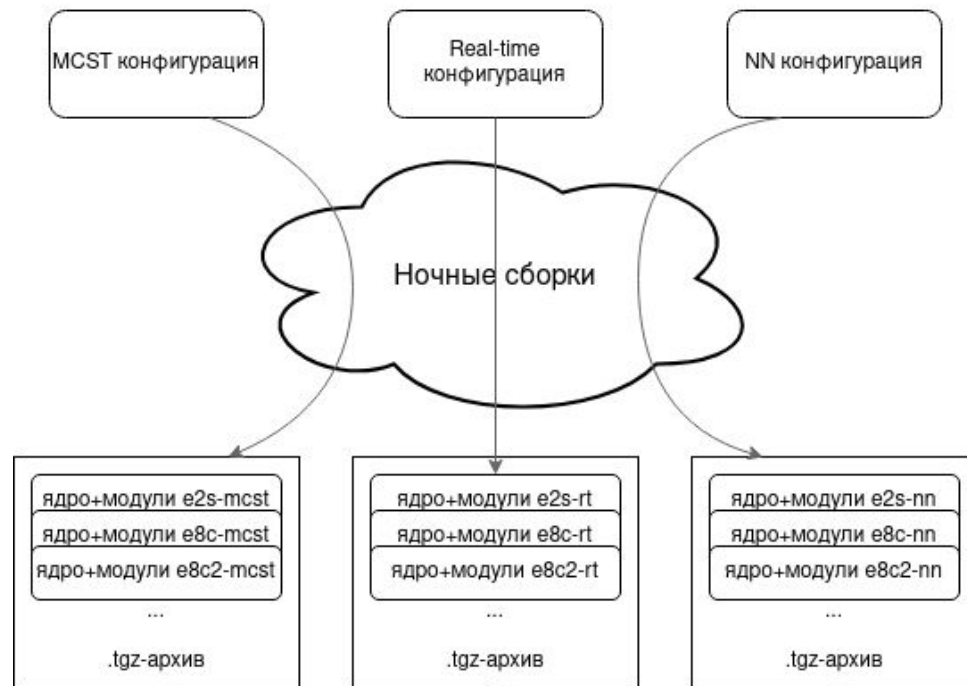 MCST конфигурация
Real-time
конфигурация
NN конфигурация
Ночные сборки
ядро+модули e2s-mcst
ядро+модули e8c-mcst
ядро+модули e8c2-mcst
...
.tgz-архив
ядро+модули e2s-rt
ядро+модули e8c-rt
ядро+модули e8c2-rt
...
.tgz-архив
ядро+модули e2s-nn
ядро+модули e8c-nn
ядро+модули e8c2-nn
...
.tgz-архив